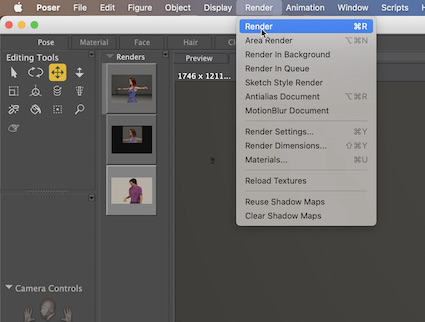 Poser File Edit Figure Object Display Render Animation Window Scripts
Pose Material Face Hair
Editing Tools
Renders
Preview
1746 x 1211...
Render ⌘R
Area Render ⌥⌘N
Render In Background
Render In Queue
Sketch Style Render
Antialias Document ⌥⌘R
MotionBlur Document
Render Settings... ⌘Y
Render Dimensions... ⇧⌘Y
Materials... ⌘U
Reload Textures
Reuse Shadow Maps
Clear Shadow Maps
Camera Controls